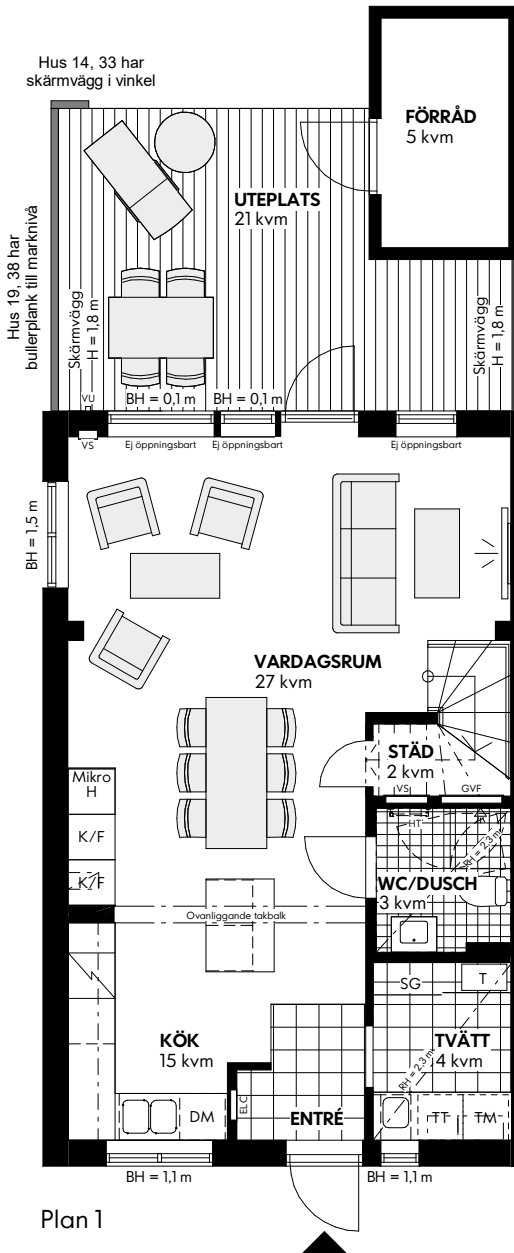 Hus 14, 33 har
skärmvägg i vinkel
FÖRRÅD
5 kvm
UTEPLATS
21 kvm
Hus 19, 38 har
bullerplank till marknivå
Skärmvägg
H = 1,8 m
Skärmvägg
H = 1,8 m
VU
BH = 0,1 m
BH = 0,1 m
VS
Ej öppningsbart
Ej öppningsbart
Ej öppningsbart
BH = 1,5 m
VARDAGSRUM
27 kvm
STÄD
2 kvm
VS
GVF
Mikro
H
K/F
K/F
HT
RH = 2,3 m
WC/DUSCH
3 kvm
Ovanliggande takbalk
SG
T
KÖK
15 kvm
TVÄTT
4 kvm
RH = 2,3 m
ELC
DM
ENTRÉ
TT
TM
BH = 1,1 m
BH = 1,1 m
Plan 1